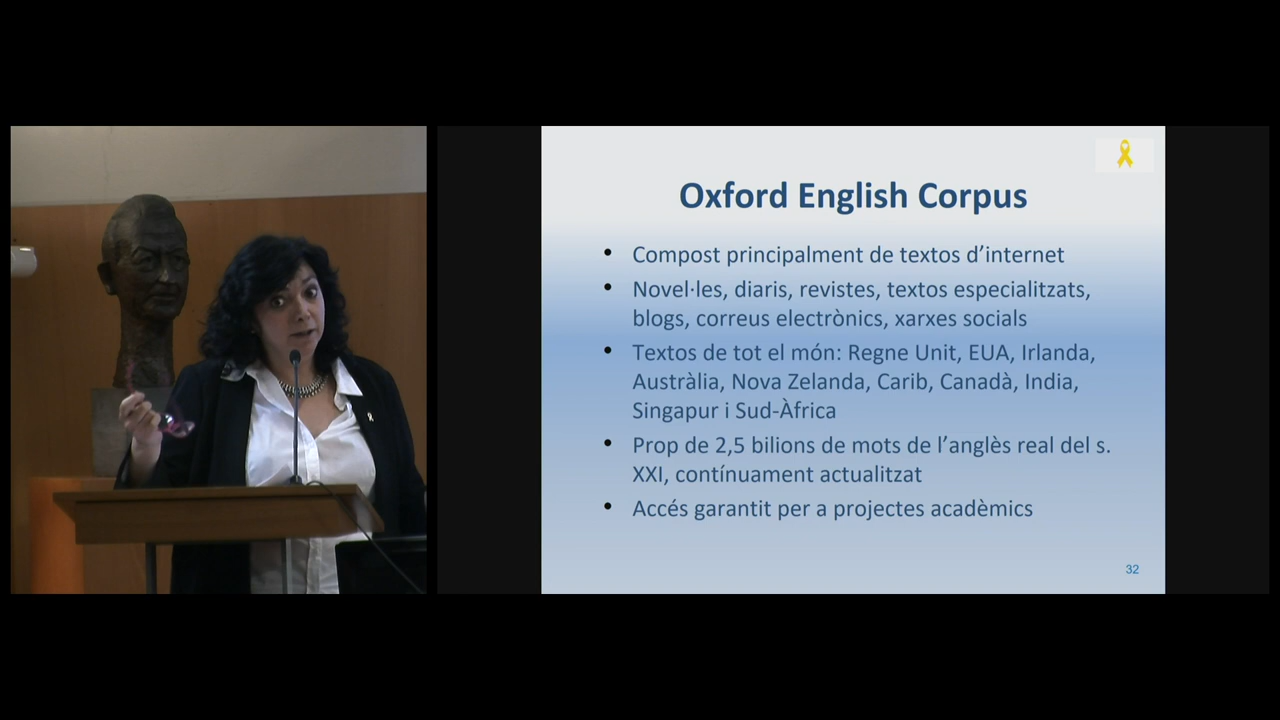 Oxford English Corpus
• Compost principalment de textos d’internet
• Novel·les, diaris, revistes, textos especialitzats,
blogs, correus electrònics, xarxes socials
• Textos de tot el món: Regne Unit, EUA, Irlanda,
Austràlia, Nova Zelanda, Carib, Canadà, India,
Singapur i Sud-Àfrica
• Prop de 2,5 bilions de mots de l’anglès real del s.
XXI, contínuament actualitzat
• Accés garantit per a projectes acadèmics
32